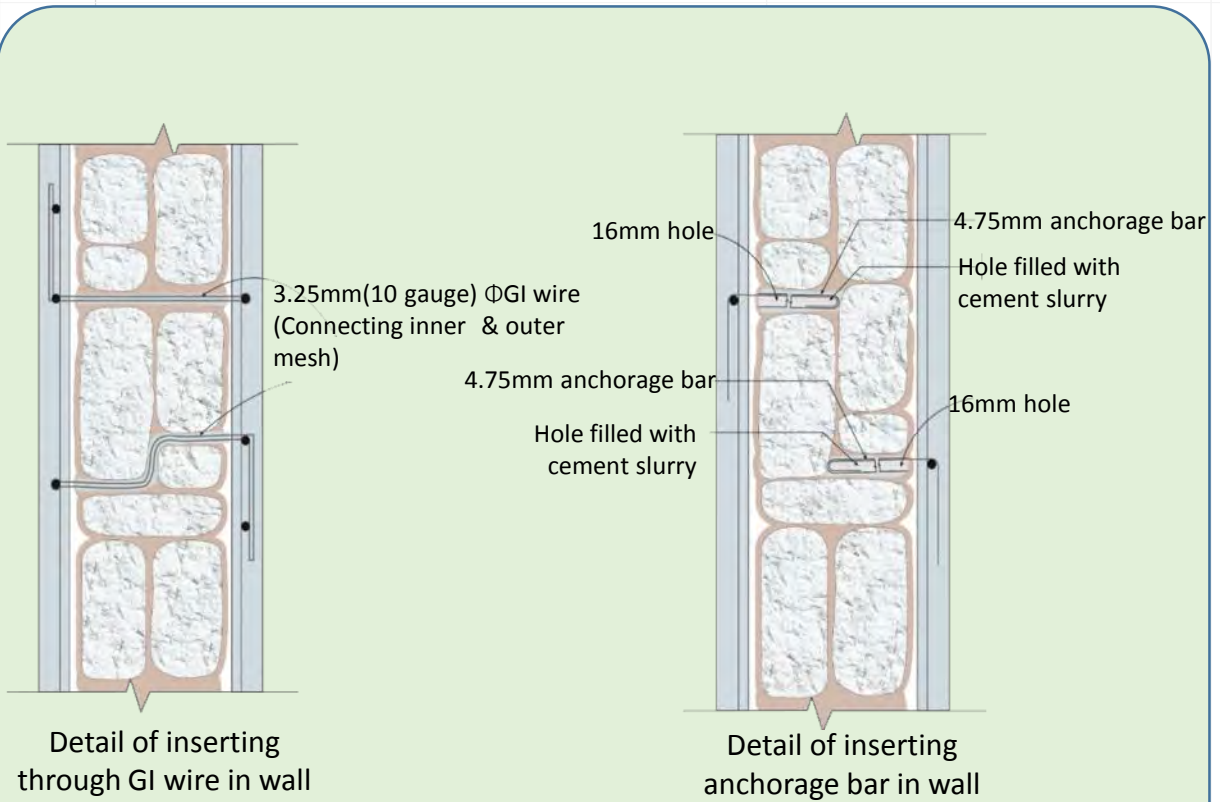 3.25mm(10 gauge) ΦGI wire
(Connecting inner & outer
mesh)
Detail of inserting
through GI wire in wall
16mm hole
4.75mm anchorage bar
Hole filled with
cement slurry
4.75mm anchorage bar
16mm hole
Hole filled with
cement slurry
Detail of inserting
anchorage bar in wall